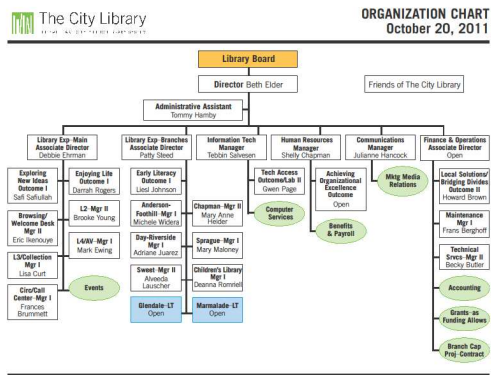 The City Library
ORGANIZATION CHART
October 20, 2011
Library Board
Director Beth Elder
Friends of The City Library
Administrative Assistant
Tommy Hamby
Library Exp–Main
Associate Director
Debbie Ehrman
Library Exp–Branches
Associate Director
Patty Steed
Information Tech
Manager
Tebbin Salvesen
Human Resources
Manager
Shelly Chapman
Communications
Manager
Julianne Hancock
Finance & Operations
Associate Director
Open
Exploring
New Ideas
Outcome I
Safi Safiullah
Browsing/
Welcome Desk
Mgr II
Eric Ikenouye
L3/Collection
Mgr I
Lisa Curt
Circ/Call
Center–Mgr I
Frances
Brummett
Enjoying Life
Outcome I
Darrah Rogers
L2–Mgr II
Brooke Young
L4/AV–Mgr I
Mark Ewing
Events
Early Literacy
Outcome I
Liesl Johnson
Anderson-
Foothill–Mgr I
Michele Widera
Day-Riverside
Mgr I
Adriane Juarez
Sweet–Mgr II
Alveeda
Lauscher
Glendale–LT
Open
Chapman–Mgr II
Mary Anne
Heider
Sprague–Mgr I
Mary Maloney
Children's Library
Mgr I
Deanna Romriell
Marmalade–LT
Open
Tech Access
Outcome/Lab II
Gwen Page
Computer
Services
Achieving
Organizational
Excellence
Outcome
Open
Benefits
& Payroll
Mktg Media
Relations
Local Solutions/
Bridging Divides
Outcome II
Howard Brown
Maintenance
Mgr I
Frans Berghoff
Technical
Srvcs–Mgr II
Becky Butler
Accounting
Grants–as
Funding Allows
Branch Cap
Proj–Contract